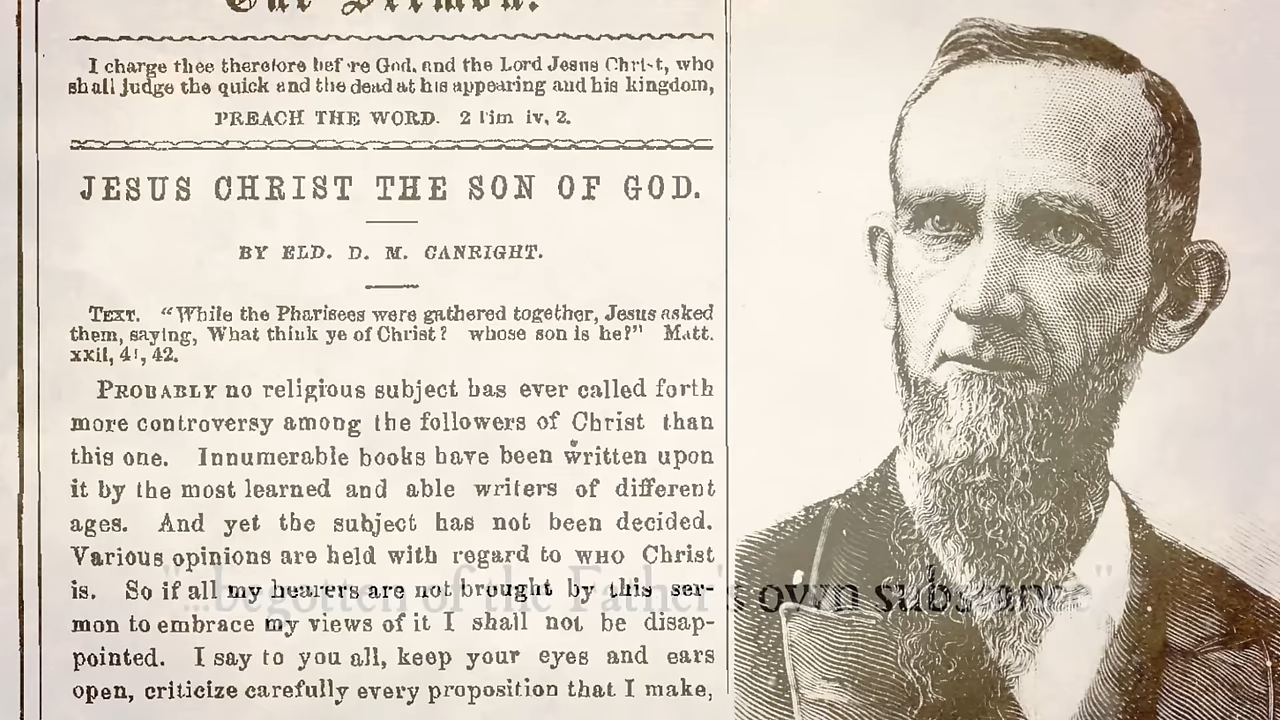 Our Sermon.
I charge thee therefore bef re God, and the Lord Jesus Christ, who
shall judge the quick and the dead at his appearing and his kingdom,
PREACH THE WORD. 2 Tim iv, 2.
JESUS CHRIST THE SON OF GOD.
BY ELD. D. M. CANRIGHT.
TEXT. “While the Pharisees were gathered together, Jesus asked
them, saying, What think ye of Christ? whose son is he?” Matt.
xxii, 41, 42.
PROBABLY no religious subject has ever called forth
more controversy among the followers of Christ than
this one. Innumerable books have been written upon
it by the most learned and able writers of different
ages. And yet the subject has not been decided.
Various opinions are held with regard to WHO Christ
is. So if all my hearers are not brought by this ser-
mon to embrace my views of it I shall not be disap-
pointed. I say to you all, keep your eyes and ears
open, criticize carefully every proposition that I make,
"...begotten of the Father's own substance"